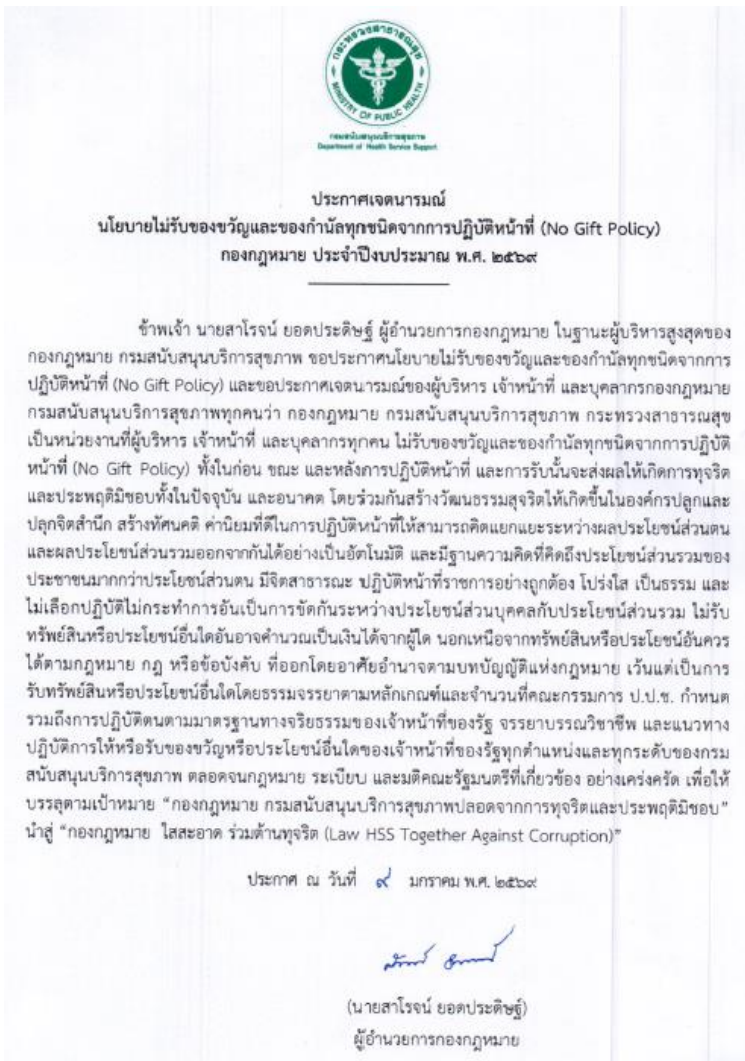 กระทรวงสาธารณสุข
MINISTRY OF PUBLIC HEALTH
กรมสนับสนุนบริการสุขภาพ
Department of Health Service Support
ประกาศเจตนารมณ์
นโยบายไม่รับของขวัญและของกำนัลทุกชนิดจากการปฏิบัติหน้าที่ (No Gift Policy)
กองกฎหมาย ประจำปีงบประมาณ พ.ศ. ๒๕๖๙
ข้าพเจ้า นายสาโรจน์ ยอดประดิษฐ์ ผู้อำนวยการกองกฎหมาย ในฐานะผู้บริหารสูงสุดของ
กองกฎหมาย กรมสนับสนุนบริการสุขภาพ ขอประกาศนโยบายไม่รับของขวัญและของกำนัลทุกชนิดจากการ
ปฏิบัติหน้าที่ (No Gift Policy) และขอประกาศเจตนารมณ์ของผู้บริหาร เจ้าหน้าที่ และบุคลากรกองกฎหมาย
กรมสนับสนุนบริการสุขภาพทุกคนว่า กองกฎหมาย กรมสนับสนุนบริการสุขภาพ กระทรวงสาธารณสุข
เป็นหน่วยงานที่ผู้บริหาร เจ้าหน้าที่ และบุคลากรทุกคน ไม่รับของขวัญและของกำนัลทุกชนิดจากการปฏิบัติ
หน้าที่ (No Gift Policy) ทั้งในก่อน ขณะ และหลังการปฏิบัติหน้าที่ และการรับนั้นจะส่งผลให้เกิดการทุจริต
และประพฤติมิชอบทั้งในปัจจุบัน และอนาคต โดยร่วมกันสร้างวัฒนธรรมสุจริตให้เกิดขึ้นในองค์กรปลูกและ
ปลุกจิตสำนึก สร้างทัศนคติ ค่านิยมที่ดีในการปฏิบัติหน้าที่ให้สามารถคิดแยกแยะระหว่างผลประโยชน์ส่วนตน
และผลประโยชน์ส่วนรวมออกจากกันได้อย่างเป็นอัตโนมัติ และมีฐานความคิดที่คิดถึงประโยชน์ส่วนรวมของ
ประชาชนมากกว่าประโยชน์ส่วนตน มีจิตสาธารณะ ปฏิบัติหน้าที่ราชการอย่างถูกต้อง โปร่งใส เป็นธรรม และ
ไม่เลือกปฏิบัติไม่กระทำการอันเป็นการขัดกันระหว่างประโยชน์ส่วนบุคคลกับประโยชน์ส่วนรวม ไม่รับ
ทรัพย์สินหรือประโยชน์อื่นใดอันอาจคำนวณเป็นเงินได้จากผู้ใด นอกเหนือจากทรัพย์สินหรือประโยชน์อันควร
ได้ตามกฎหมาย กฎ หรือข้อบังคับ ที่ออกโดยอาศัยอำนาจตามบทบัญญัติแห่งกฎหมาย เว้นแต่เป็นการ
รับทรัพย์สินหรือประโยชน์อื่นใดโดยธรรมจรรยาตามหลักเกณฑ์และจำนวนที่คณะกรรมการ ป.ป.ช. กำหนด
รวมถึงการปฏิบัติตนตามมาตรฐานทางจริยธรรมของเจ้าหน้าที่ของรัฐ จรรยาบรรณวิชาชีพ และแนวทาง
ปฏิบัติการให้หรือรับของขวัญหรือประโยชน์อื่นใดของเจ้าหน้าที่ของรัฐทุกตำแหน่งและทุกระดับของกรม
สนับสนุนบริการสุขภาพ ตลอดจนกฎหมาย ระเบียบ และมติคณะรัฐมนตรีที่เกี่ยวข้อง อย่างเคร่งครัด เพื่อให้
บรรลุตามเป้าหมาย “กองกฎหมาย กรมสนับสนุนบริการสุขภาพปลอดจากการทุจริตและประพฤติมิชอบ”
นำสู่ “กองกฎหมาย ใสสะอาด ร่วมต้านทุจริต (Law HSS Together Against Corruption)”
ประกาศ ณ วันที่ ๙ มกราคม พ.ศ. ๒๕๖๙
(นายสาโรจน์ ยอดประดิษฐ์)
ผู้อำนวยการกองกฎหมาย